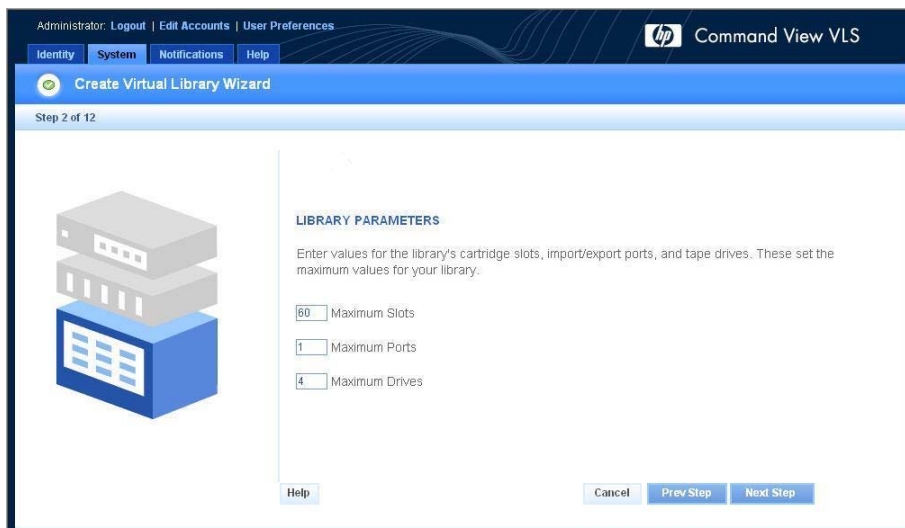 Administrator: Logout | Edit Accounts | User Preferences
hp Command View VLS
Identity System Notifications Help
Create Virtual Library Wizard
Step 2 of 12
LIBRARY PARAMETERS
Enter values for the library's cartridge slots, import/export ports, and tape drives. These set the
maximum values for your library.
60 Maximum Slots
1 Maximum Ports
4 Maximum Drives
Help Cancel Prev Step Next Step